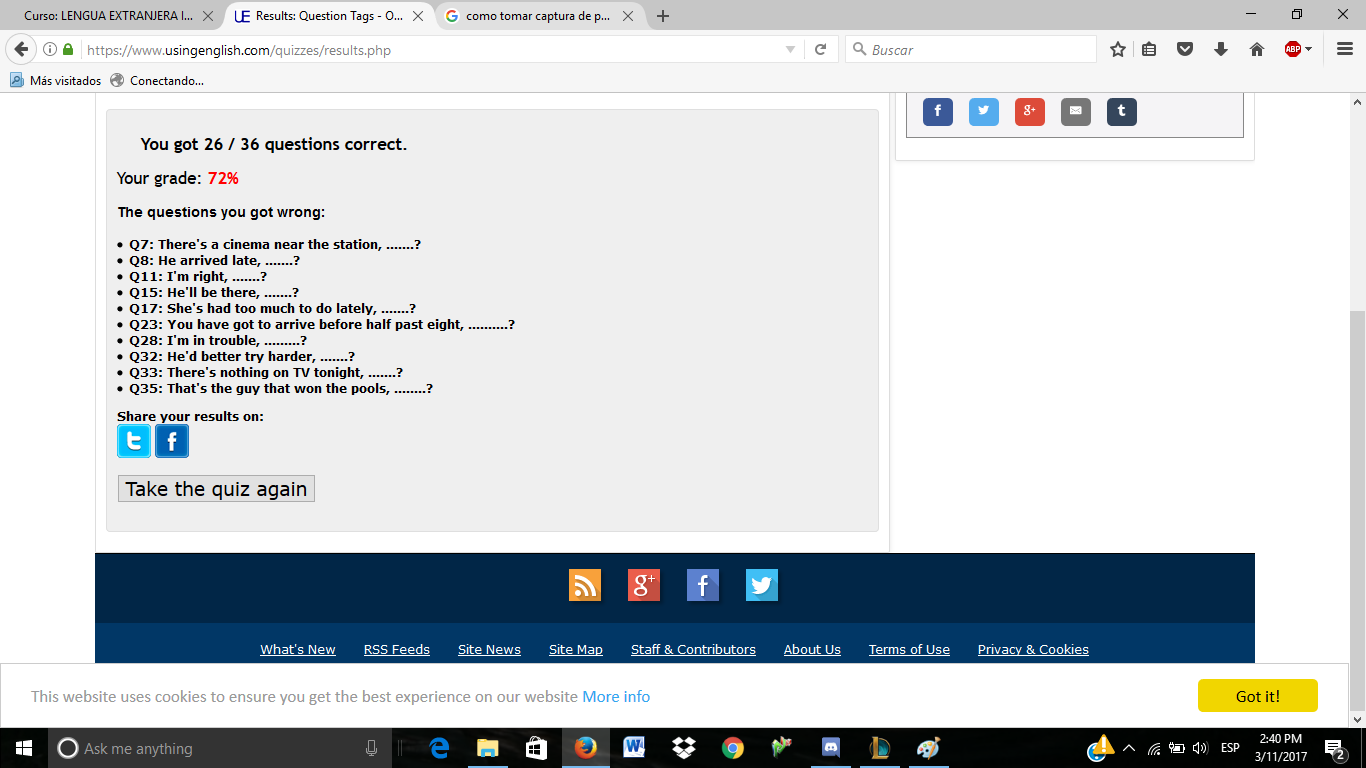 Curso: LENGUA EXTRANJERA I...
Results: Question Tags - O...
como tomar captura de p...
https://www.usingenglish.com/quizzes/results.php
Buscar
ABP
Más visitados
Conectando...
You got 26 / 36 questions correct.
Your grade: 72%
The questions you got wrong:
• Q7: There's a cinema near the station, .......?
• Q8: He arrived late, .......?
• Q11: I'm right, .......?
• Q15: He'll be there, .......?
• Q17: She's had too much to do lately, .......?
• Q23: You have got to arrive before half past eight, ..........?
• Q28: I'm in trouble, .........?
• Q32: He'd better try harder, .......?
• Q33: There's nothing on TV tonight, .......?
• Q35: That's the guy that won the pools, ........?
Share your results on:
Take the quiz again
What's New RSS Feeds Site News Site Map Staff & Contributors About Us Terms of Use Privacy & Cookies
This website uses cookies to ensure you get the best experience on our website More info
Got it!
Ask me anything
ESP
2:40 PM
3/11/2017
2